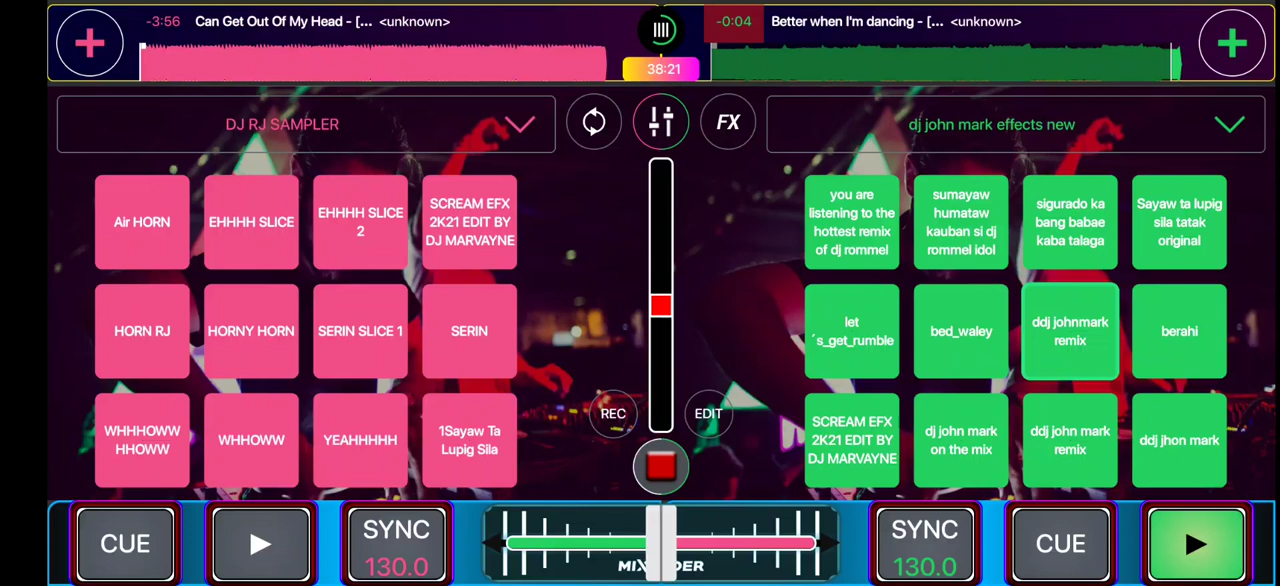 -3:56 Can Get Out Of My Head - [... <unknown>
-0:04 Better when I'm dancing - [... <unknown>
38:21
DJ RJ SAMPLER
FX
dj john mark effects new
Air HORN
EHHHH SLICE
EHHHH SLICE
2
SCREAM EFX
2K21 EDIT BY
DJ MARVAYNE
you are
listening to the
hottest remix
of dj rommel
sumayaw
humataw
kauban si dj
rommel idol
sigurado ka
bang babae
kaba talaga
Sayaw ta lupig
sila tatak
original
HORN RJ
HORNY HORN
SERIN SLICE 1
SERIN
let
´s_get_rumble
bed_waley
ddj johnmark
remix
berahi
REC
EDIT
WHHHOWW
HHOWW
WHHOWW
YEAHHHHH
1Sayaw Ta
Lupig Sila
SCREAM EFX
2K21 EDIT BY
DJ MARVAYNE
dj john mark
on the mix
ddj john mark
remix
ddj jhon mark
CUE
SYNC
130.0
SYNC
130.0
CUE